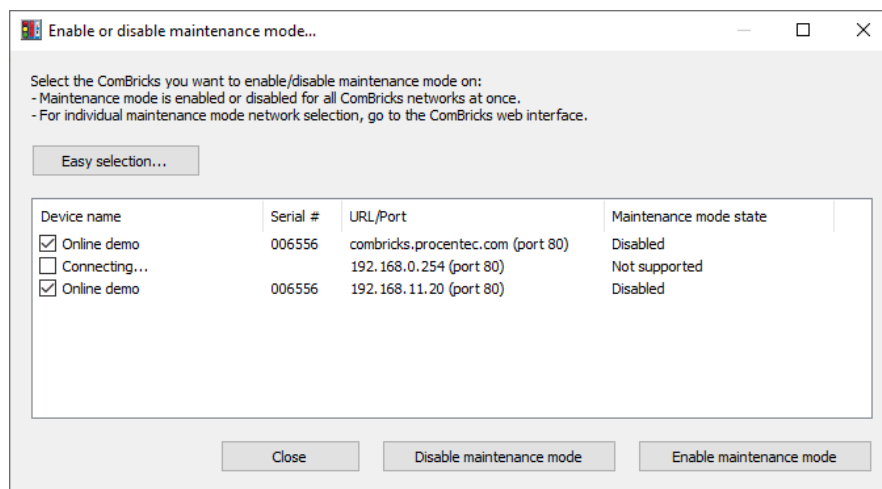 Enable or disable maintenance mode...
Select the ComBricks you want to enable/disable maintenance mode on:
- Maintenance mode is enabled or disabled for all ComBricks networks at once.
- For individual maintenance mode network selection, go to the ComBricks web interface.
Easy selection...
Device name Serial # URL/Port Maintenance mode state
Online demo 006556 combricks.procentec.com (port 80) Disabled
Connecting... 192.168.0.254 (port 80) Not supported
Online demo 006556 192.168.11.20 (port 80) Disabled
Close Disable maintenance mode Enable maintenance mode